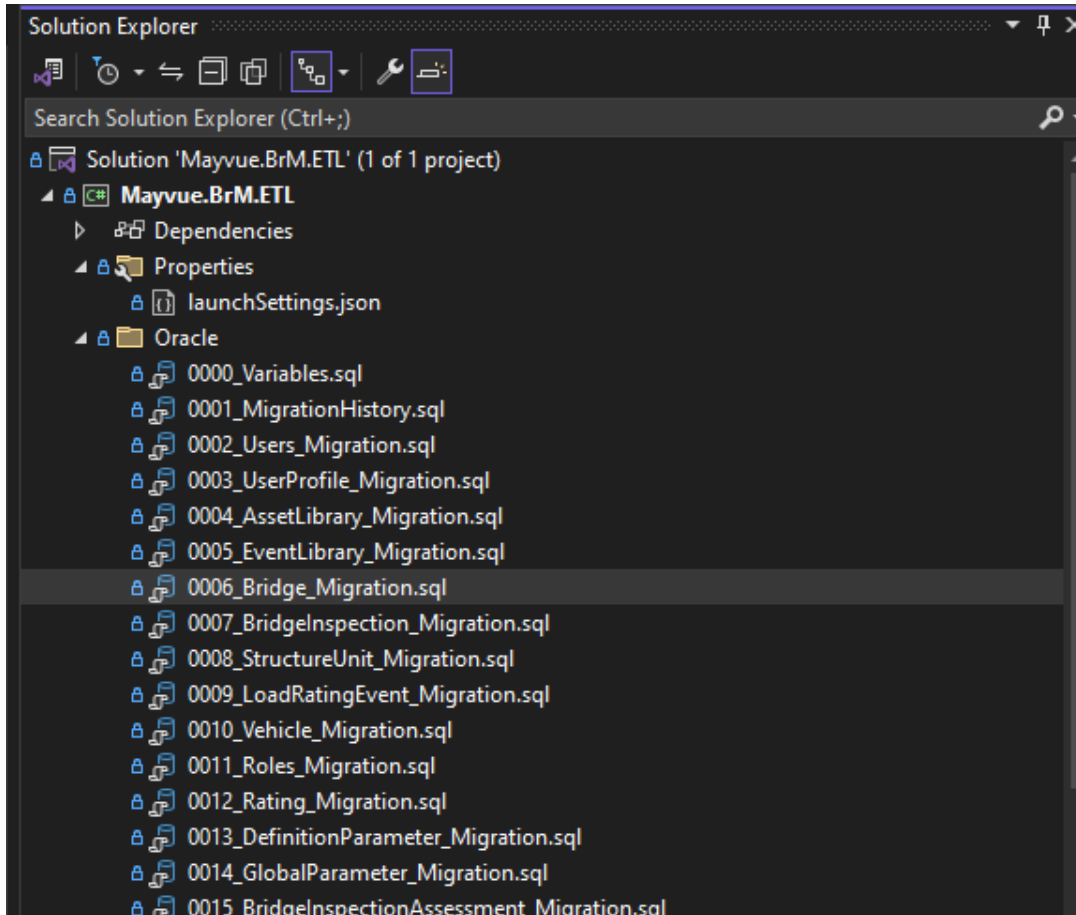 Solution Explorer
Search Solution Explorer (Ctrl+;)
Solution 'Mayvue.BrM.ETL' (1 of 1 project)
C# Mayvue.BrM.ETL
Dependencies
Properties
launchSettings.json
Oracle
0000_Variables.sql
0001_MigrationHistory.sql
0002_Users_Migration.sql
0003_UserProfile_Migration.sql
0004_AssetLibrary_Migration.sql
0005_EventLibrary_Migration.sql
0006_Bridge_Migration.sql
0007_BridgeInspection_Migration.sql
0008_StructureUnit_Migration.sql
0009_LoadRatingEvent_Migration.sql
0010_Vehicle_Migration.sql
0011_Roles_Migration.sql
0012_Rating_Migration.sql
0013_DefinitionParameter_Migration.sql
0014_GlobalParameter_Migration.sql
0015_BridgeInspectionAssessment_Migration.sql